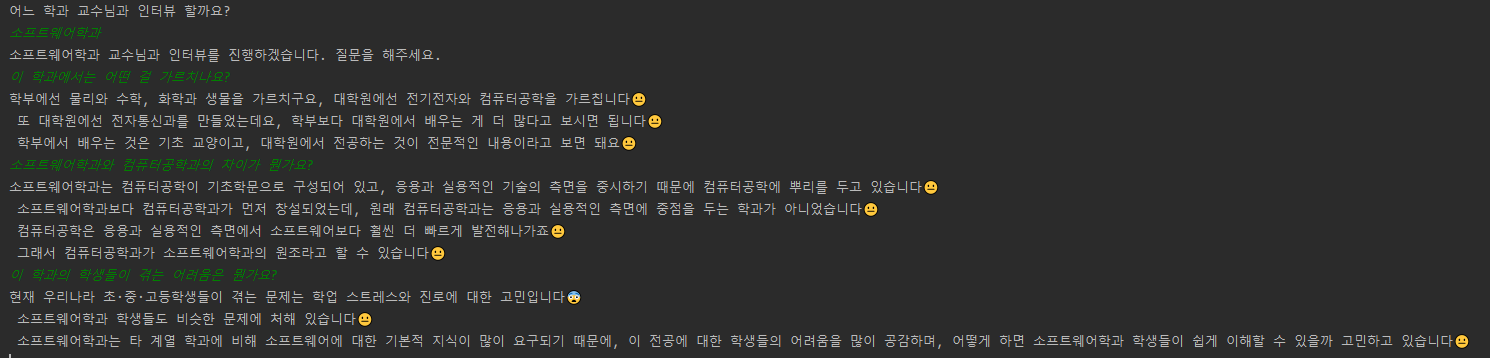 어느 학과 교수님과 인터뷰 할까요?
소프트웨어학과
소프트웨어학과 교수님과 인터뷰를 진행하겠습니다. 질문을 해주세요.
이 학과에서는 어떤 걸 가르치나요?
학부에선 물리와 수학, 화학과 생물을 가르치구요, 대학원에선 전기전자와 컴퓨터공학을 가르칩니다😐
또 대학원에선 전자통신과를 만들었는데요, 학부보다 대학원에서 배우는 게 더 많다고 보시면 됩니다😐
학부에서 배우는 것은 기초 교양이고, 대학원에서 전공하는 것이 전문적인 내용이라고 보면 돼요😐
소프트웨어학과와 컴퓨터공학과의 차이가 뭔가요?
소프트웨어학과는 컴퓨터공학이 기초학문으로 구성되어 있고, 응용과 실용적인 기술의 측면을 중시하기 때문에 컴퓨터공학에 뿌리를 두고 있습니다😐
소프트웨어학과보다 컴퓨터공학과가 먼저 창설되었는데, 원래 컴퓨터공학과는 응용과 실용적인 측면에 중점을 두는 학과가 아니었습니다😐
컴퓨터공학은 응용과 실용적인 측면에서 소프트웨어보다 훨씬 더 빠르게 발전해나가죠😐
그래서 컴퓨터공학과가 소프트웨어학과의 원조라고 할 수 있습니다😐
이 학과의 학생들이 겪는 어려움은 뭔가요?
현재 우리나라 초·중·고등학생들이 겪는 문제는 학업 스트레스와 진로에 대한 고민입니다😨
소프트웨어학과 학생들도 비슷한 문제에 처해 있습니다😐
소프트웨어학과는 타 계열 학과에 비해 소프트웨어에 대한 기본적 지식이 많이 요구되기 때문에, 이 전공에 대한 학생들의 어려움을 많이 공감하며, 어떻게 하면 소프트웨어학과 학생들이 쉽게 이해할 수 있을까 고민하고 있습니다😐